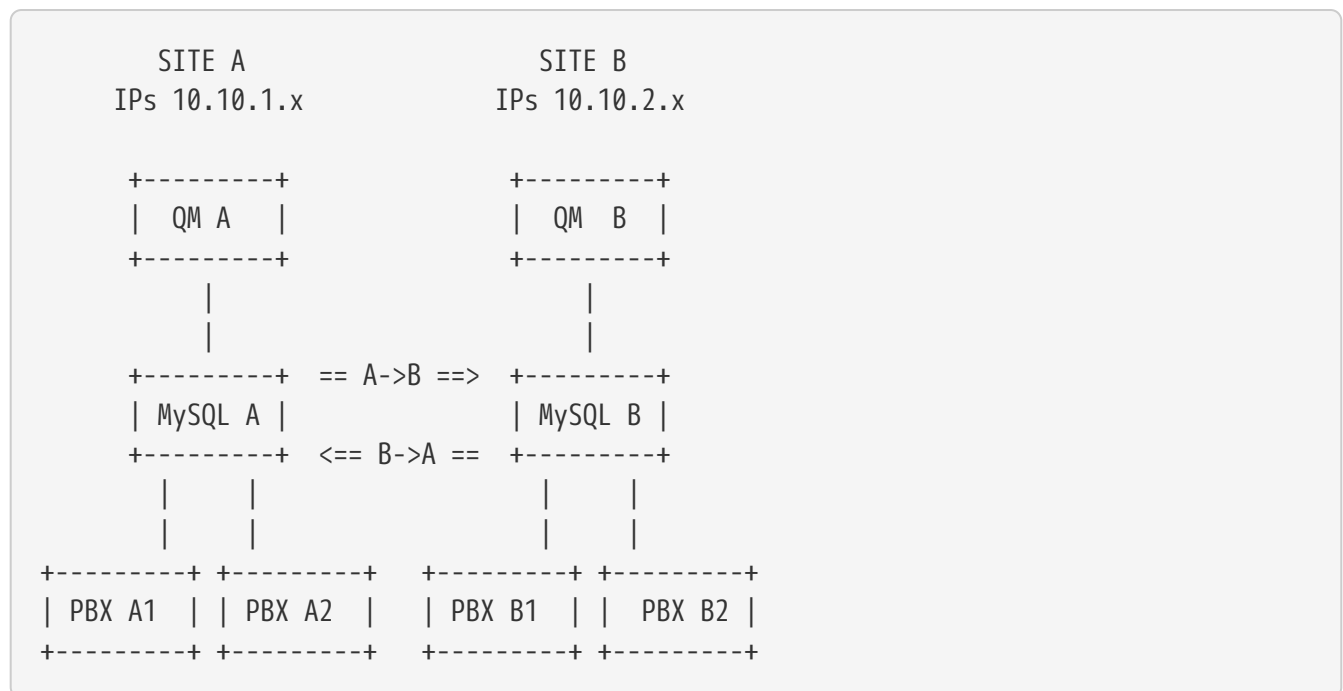 SITE A SITE B
IPs 10.10.1.x IPs 10.10.2.x
+---------+ +---------+
| QM A | | QM B |
+---------+ +---------+
| |
| |
+---------+ == A->B ==> +---------+
| MySQL A | | MySQL B |
+---------+ <== B->A == +---------+
| | | |
| | | |
+---------+ +---------+ +---------+ +---------+
| PBX A1 | | PBX A2 | | PBX B1 | | PBX B2 |
+---------+ +---------+ +---------+ +---------+